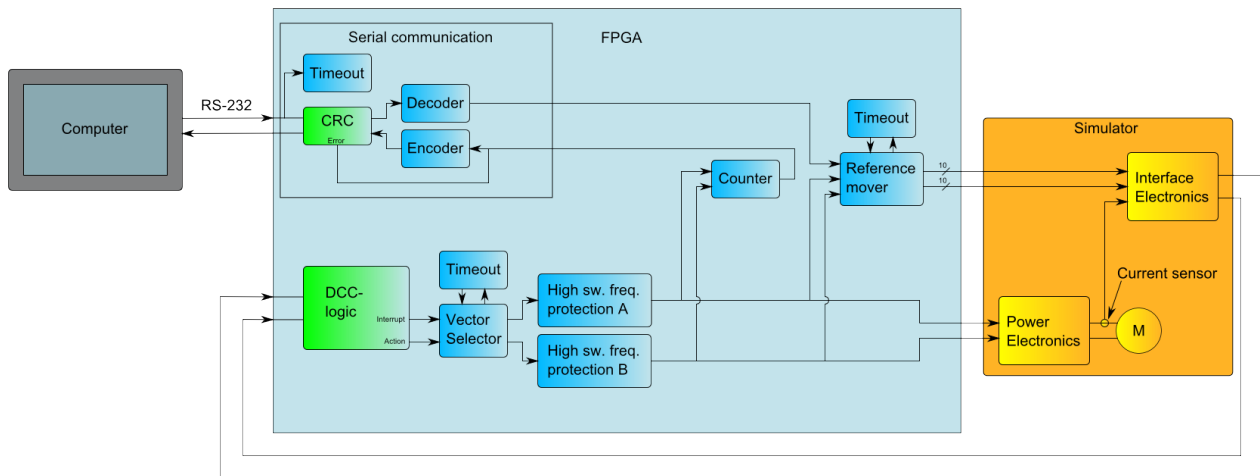 Serial communication
FPGA
Timeout
RS-232
Computer
CRC
Error
Decoder
Encoder
Timeout
Counter
Reference
mover
10
10
Simulator
Interface
Electronics
Current sensor
DCC-
logic
Interrupt
Action
Timeout
Vector
Selector
High sw. freq.
protection A
High sw. freq.
protection B
Power
Electronics
M